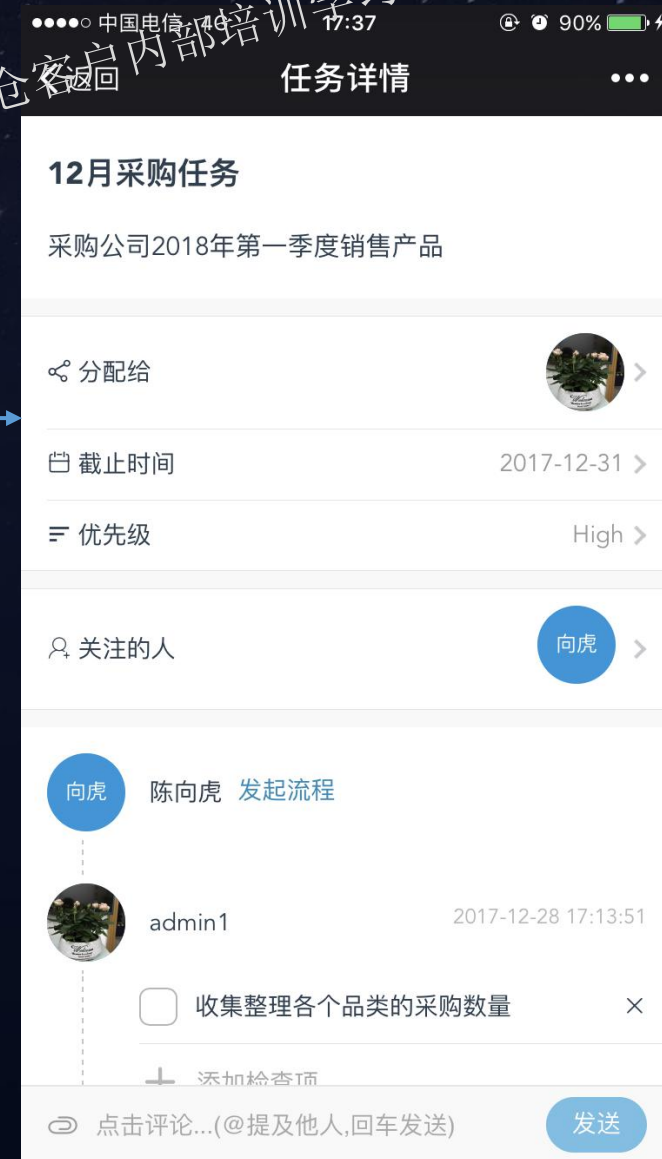 中国电信 4G 17:37 90%
仓客户内部培训学习
返回 任务详情
12月采购任务
采购公司2018年第一季度销售产品
分配给
截止时间 2017-12-31
优先级 High
关注的人 向虎
向虎 陈向虎 发起流程
admin1 2017-12-28 17:13:51
收集整理各个品类的采购数量
添加检查项
点击评论...(@提及他人,回车发送) 发送